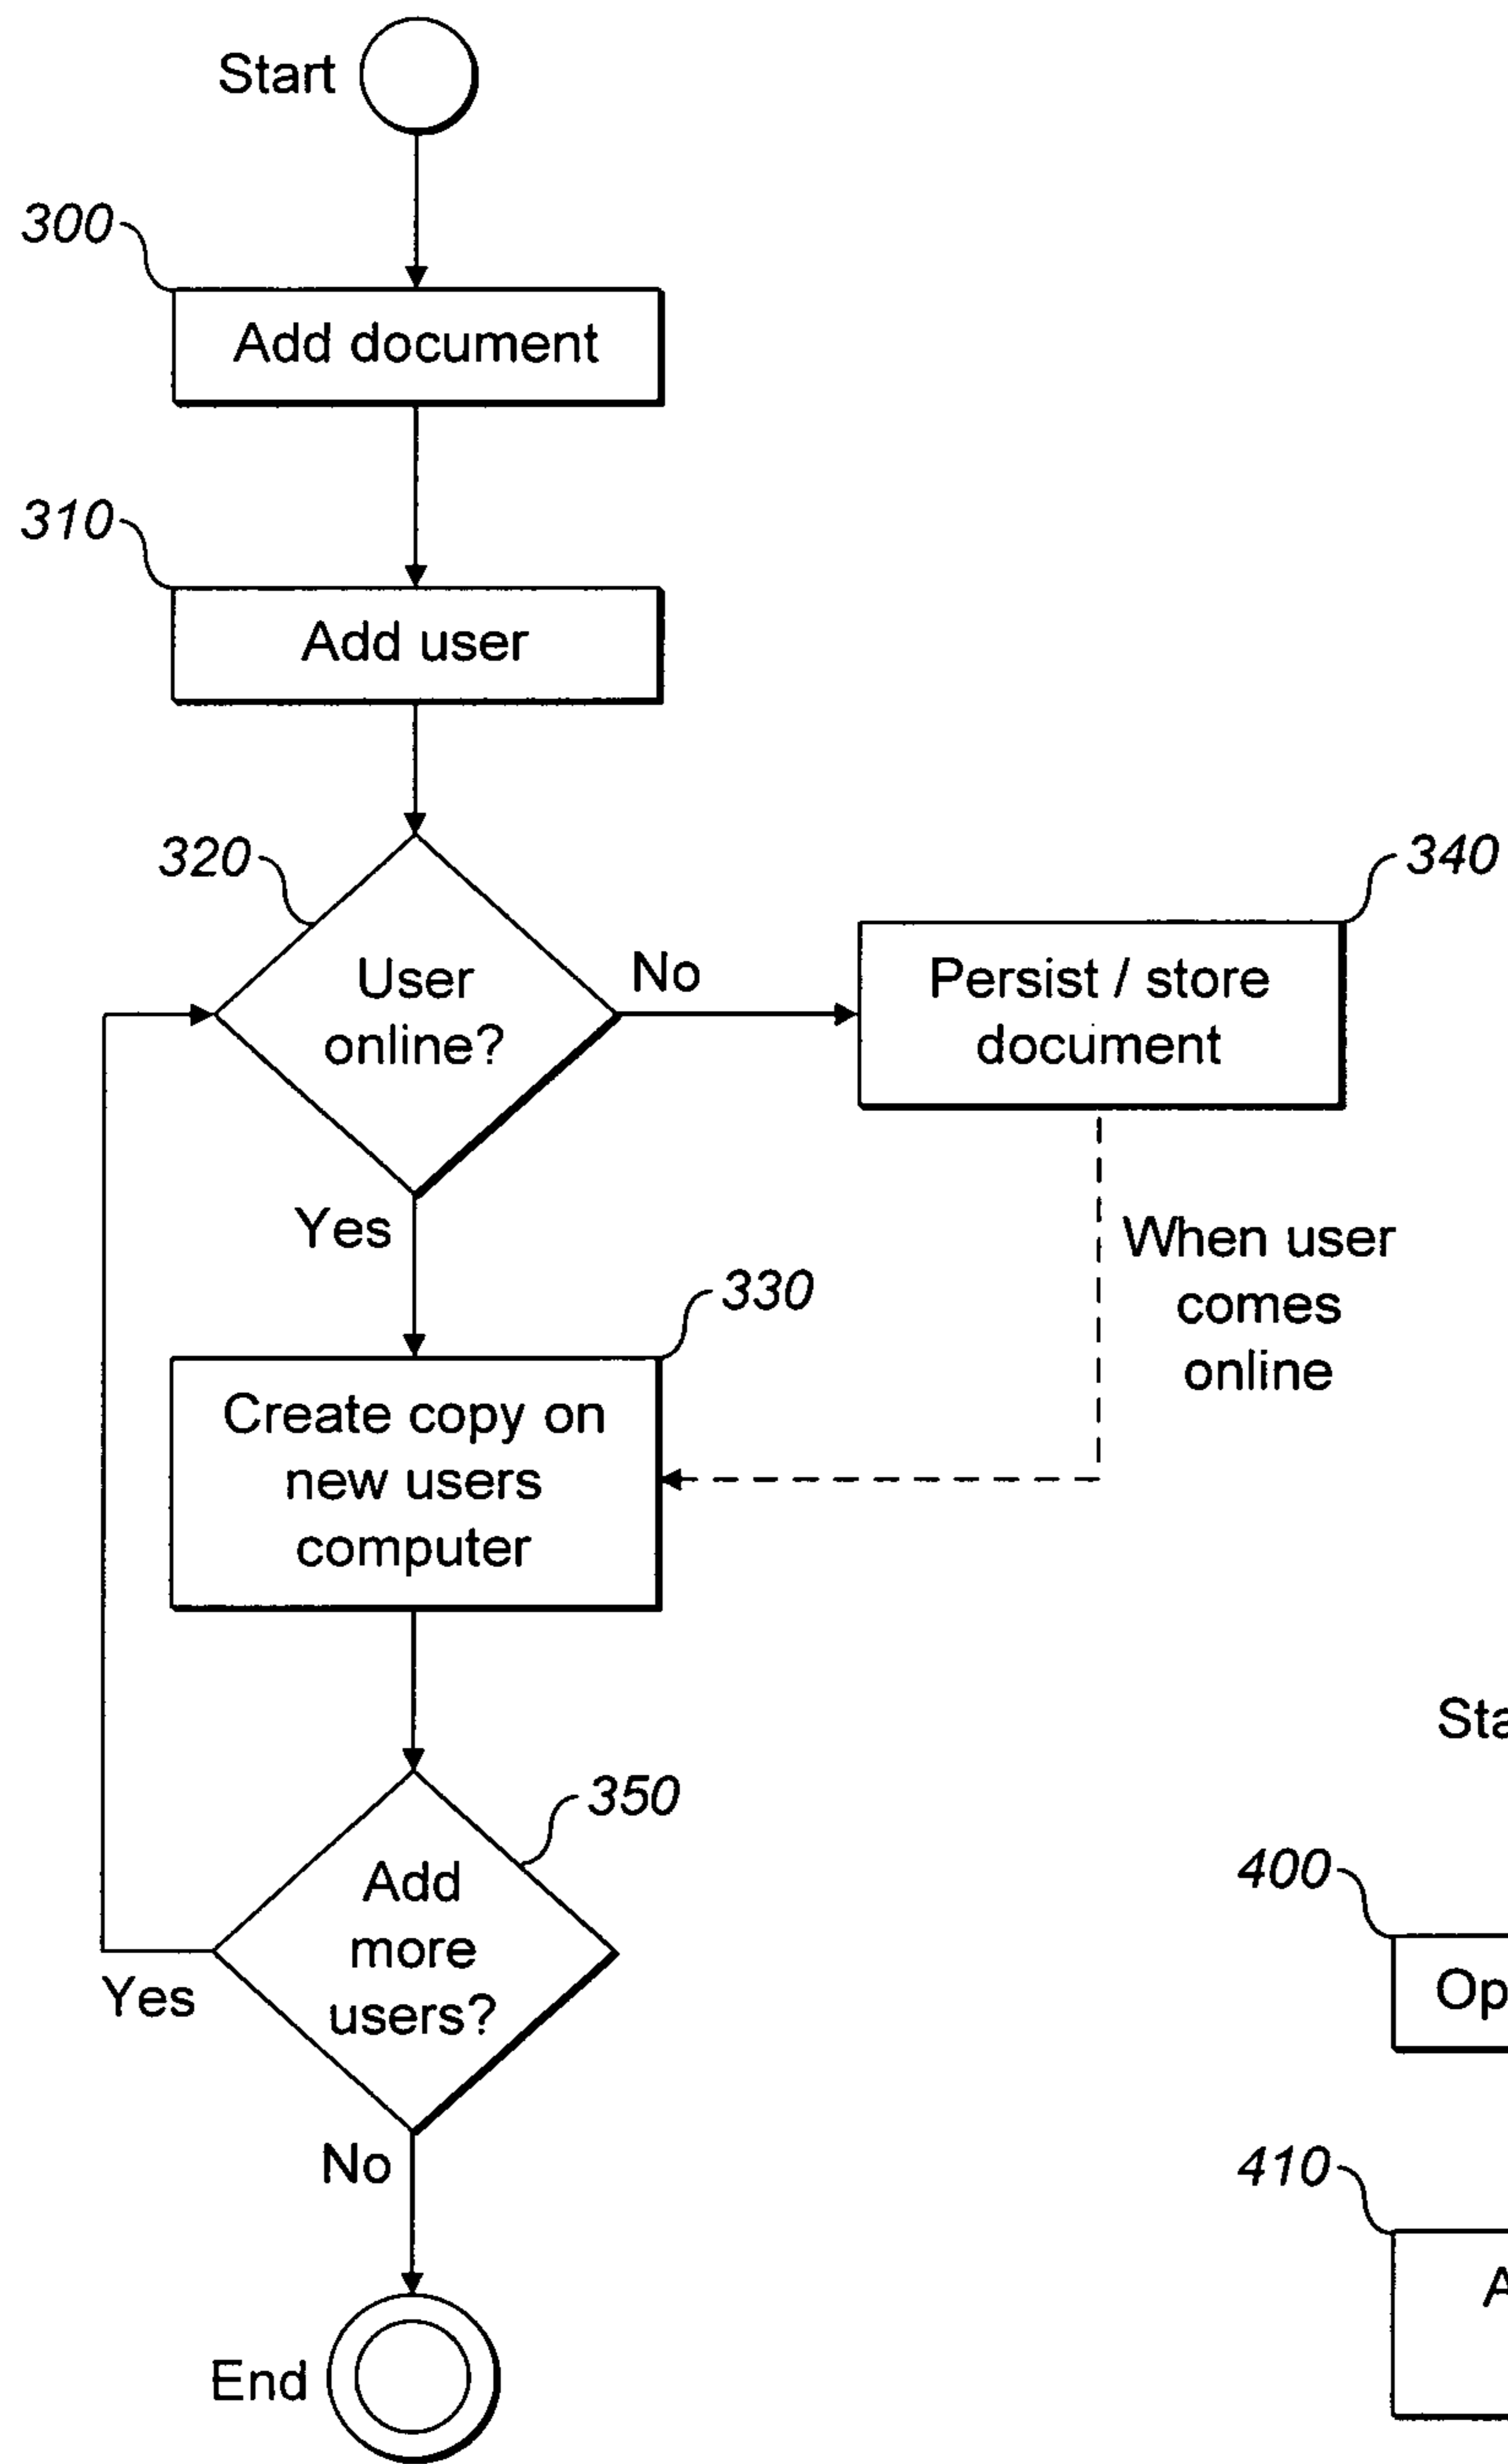 Start
300
Add document
310
Add user
320
User
online?
No
340
Persist / store
document
Yes
When user
comes
online
330
Create copy on
new users
computer
350
Add
more
users?
Yes
No
End
400
410